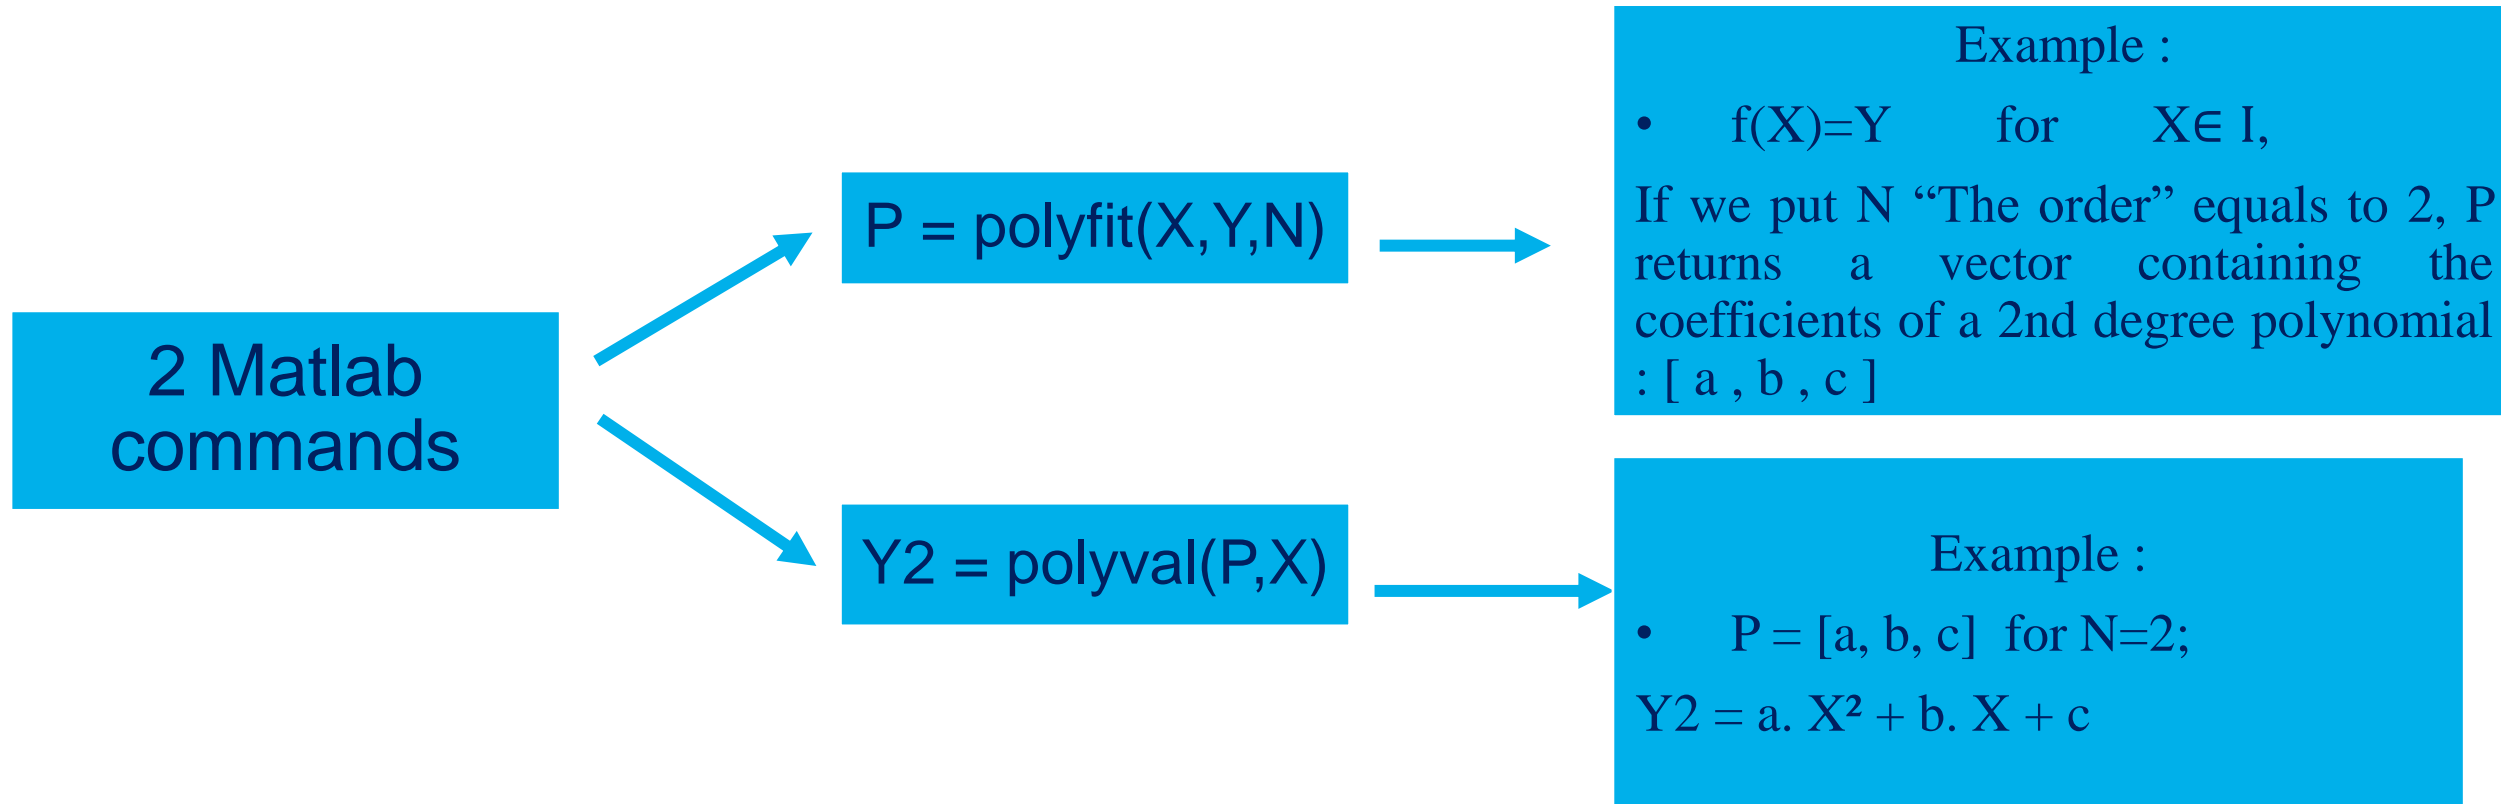 2 Matlab
commands
P = polyfit(X,Y,N)
Y2 = polyval(P,X)
Example :
• f(X)=Y for X∈ I,
If we put N “The order” equals to 2, P
returns a vector containing the
coefficients of a 2nd degree polynomial
: [ a , b , c ]
Example :
• P = [a, b, c] for N=2;
Y2 = a. X² + b. X + c